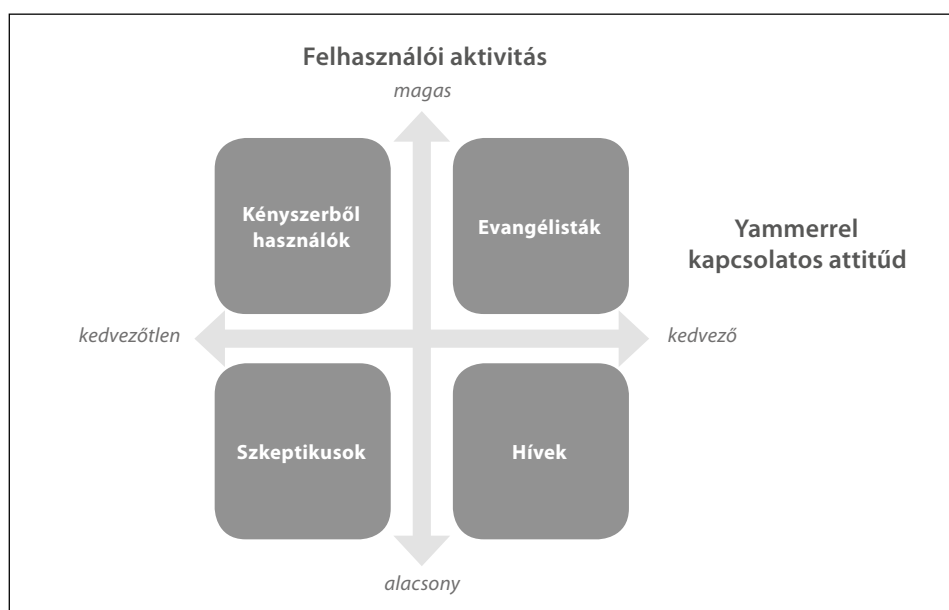 Felhasználói aktivitás
magas
Kényszerből
használók
Evangélisták
Yammerrel
kapcsolatos attitűd
kedvezőtlen
kedvező
Szkeptikusok
Hívek
alacsony